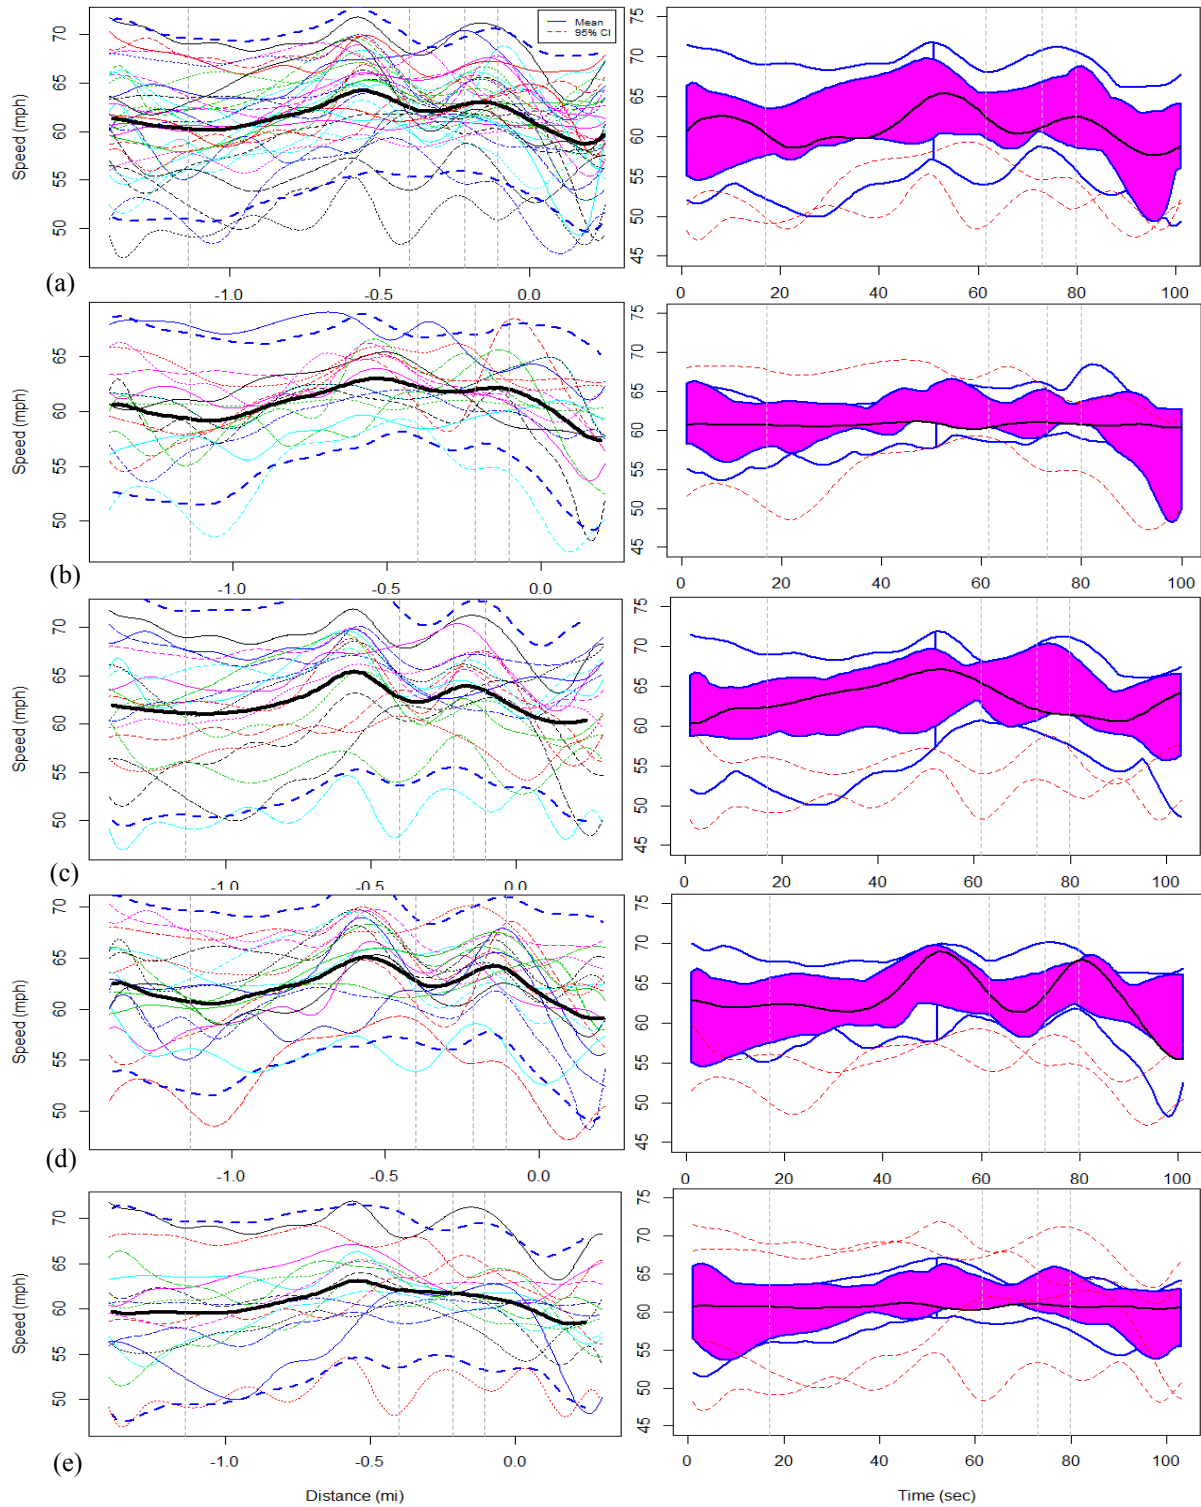 Speed (mph)
50 55 60 65 70
Mean
95% CI
45 50 55 60 65 70 75
(a)
-1.0 -0.5 0.0
0 20 40 60 80 100
Speed (mph)
50 55 60 65
45 50 55 60 65 70 75
(b)
-1.0 -0.5 0.0
0 20 40 60 80 100
Speed (mph)
50 55 60 65 70
45 50 55 60 65 70 75
(c)
-1.0 -0.5 0.0
0 20 40 60 80 100
Speed (mph)
50 55 60 65 70
45 50 55 60 65 70 75
(d)
-1.0 -0.5 0.0
0 20 40 60 80 100
Speed (mph)
50 55 60 65 70
45 50 55 60 65 70 75
(e)
-1.0 -0.5 0.0
0 20 40 60 80 100
Distance (mi)
Time (sec)